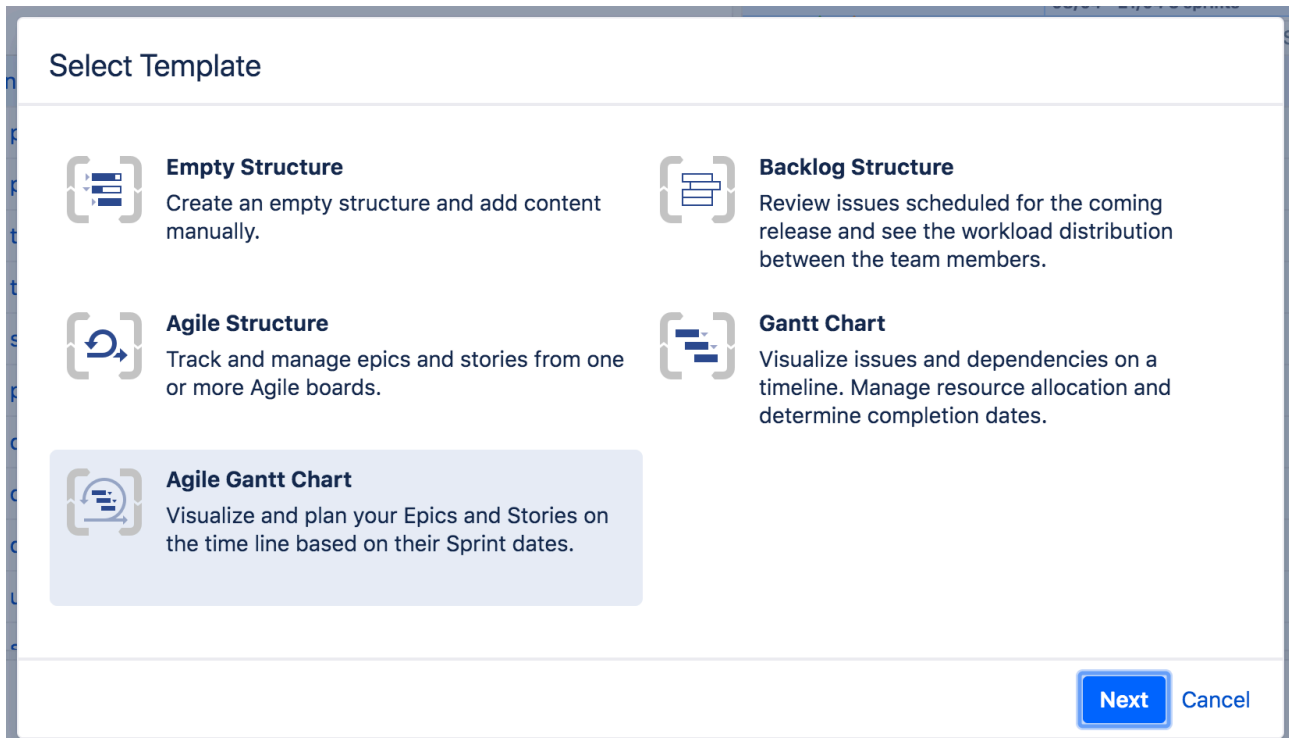 Select Template
Empty Structure
Create an empty structure and add content
manually.
Backlog Structure
Review issues scheduled for the coming
release and see the workload distribution
between the team members.
Agile Structure
Track and manage epics and stories from one
or more Agile boards.
Gantt Chart
Visualize issues and dependencies on a
timeline. Manage resource allocation and
determine completion dates.
Agile Gantt Chart
Visualize and plan your Epics and Stories on
the time line based on their Sprint dates.
Next Cancel